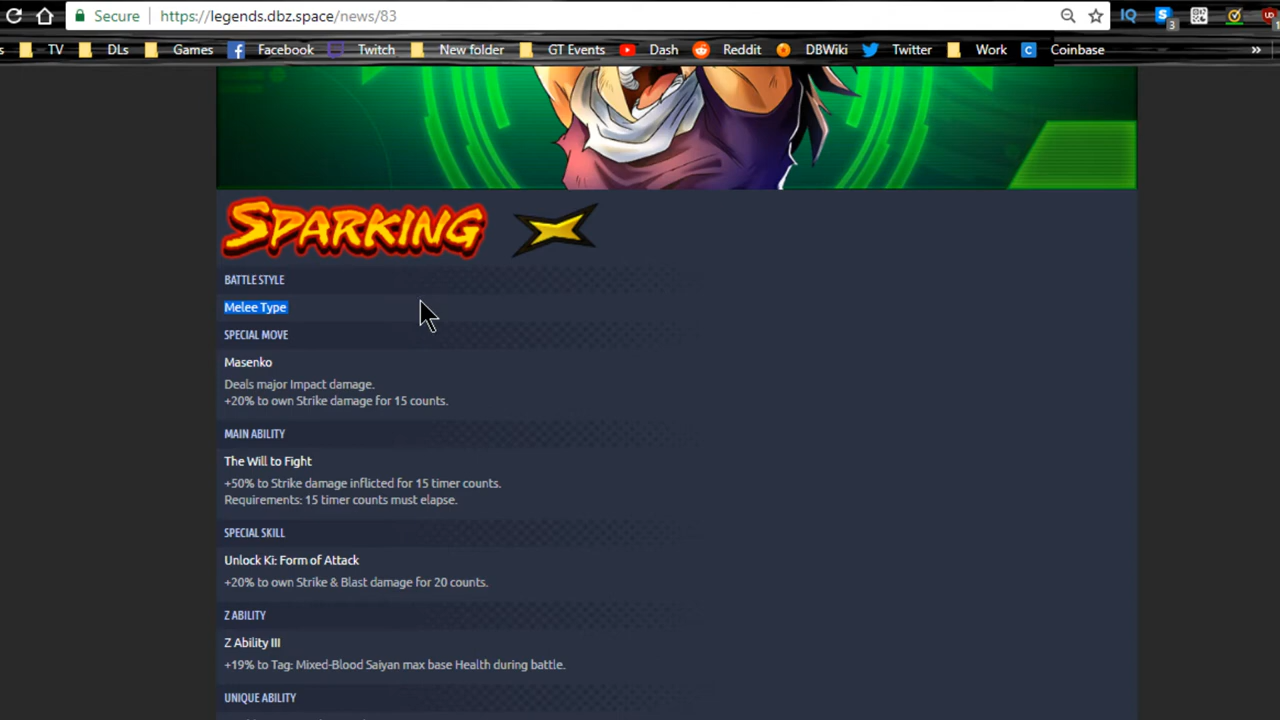 Secure https://legends.dbz.space/news/83
3
1
s TV DLs Games Facebook Twitch New folder GT Events Dash Reddit DBWiki Twitter Work Coinbase »
SPARKING
BATTLE STYLE
Melee Type
SPECIAL MOVE
Masenko
Deals major Impact damage.
+20% to own Strike damage for 15 counts.
MAIN ABILITY
The Will to Fight
+50% to Strike damage inflicted for 15 timer counts.
Requirements: 15 timer counts must elapse.
SPECIAL SKILL
Unlock Ki: Form of Attack
+20% to own Strike & Blast damage for 20 counts.
Z ABILITY
Z Ability III
+19% to Tag: Mixed-Blood Saiyan max base Health during battle.
UNIQUE ABILITY